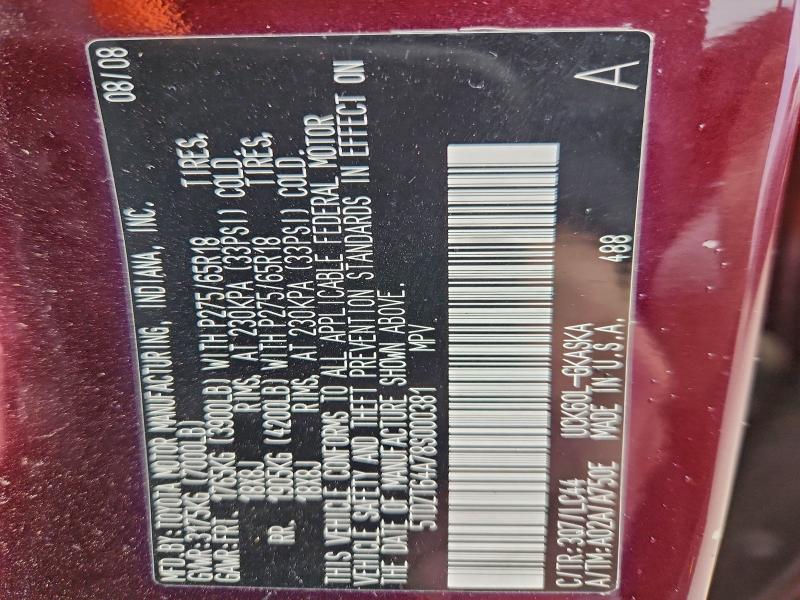 MFD.BY:TOYOTA MOTOR MANUFACTURING, INDIANA, INC. 08/08
GVWR:3175KG (7000LB)
GAWR:FRT. 1765KG (3900LB) WITH P275/65R18 TIRES,
18X8J RIMS, AT 230KPA (33PSI) COLD.
RR. 1905KG (4200LB) WITH P275/65R18 TIRES,
18X8J RIMS, AT 230KPA (33PSI) COLD.
THIS VEHICLE CONFORMS TO ALL APPLICABLE FEDERAL MOTOR
VEHICLE SAFETY AND THEFT PREVENTION STANDARDS IN EFFECT ON
THE DATE OF MANUFACTURE SHOWN ABOVE.
5TDZY64A78S000381 MPV
C/TR:3Q7/LC44 UCK60L-GKASKA
A/TM:A02A/A750E MADE IN U.S.A. 488
A